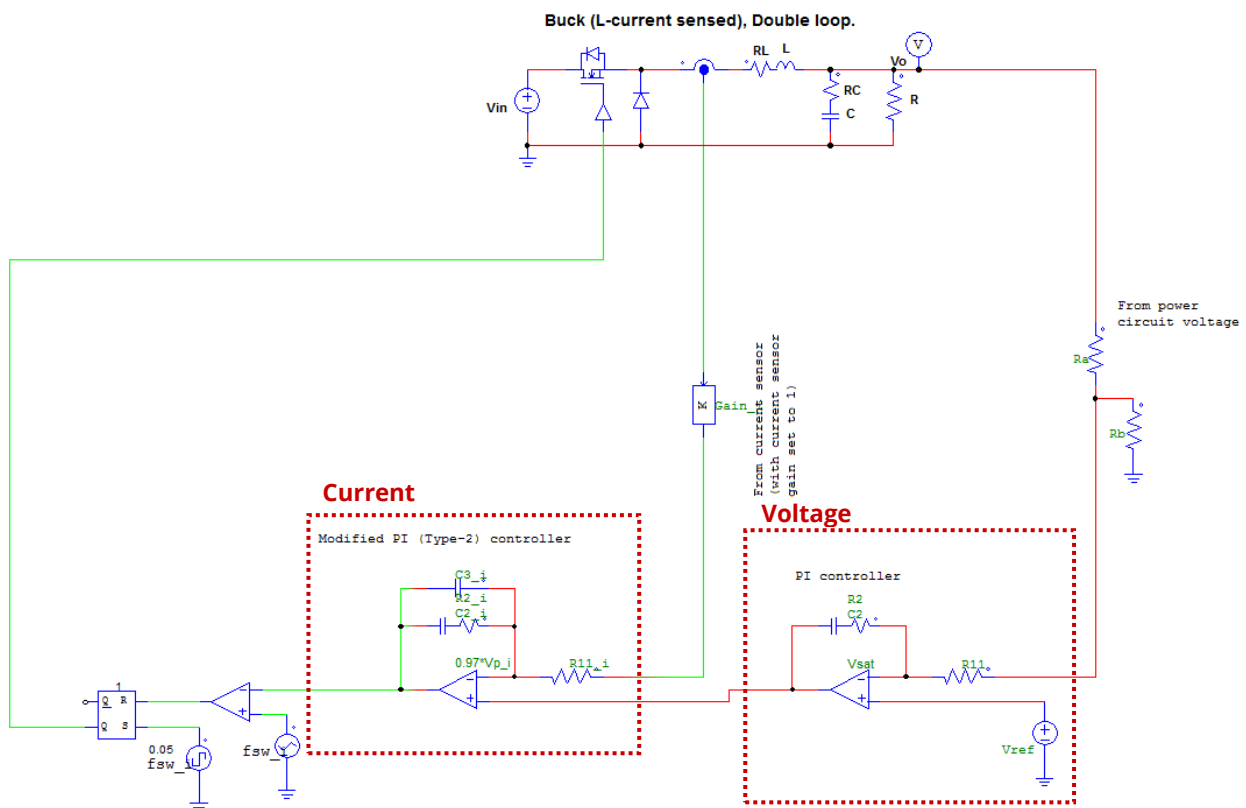 Buck (L-current sensed), Double loop.
Vin
RL
L
Vo
V
RC
C
R
From power
circuit voltage
Ra
Rb
K
Gain_
From current sensor
(with current sensor
gain set to 1)
Current
Modified PI (Type-2) controller
C3_i
R2_i
C2_i
0.97*Vp_i
R11_i
Voltage
PI controller
R2
C2
Vsat
R11
Vref
1
Q R
Q S
0.05
fsw_i
fsw_i